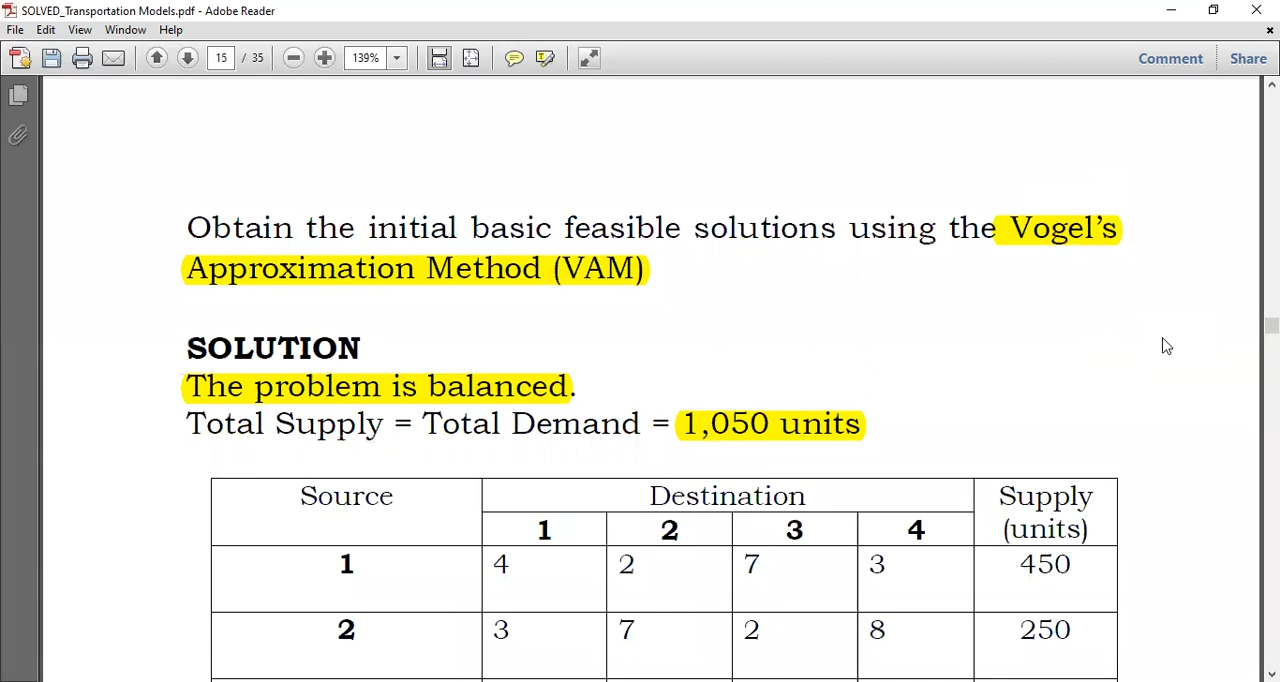 SOLVED_Transportation Models.pdf - Adobe Reader
File Edit View Window Help
15 / 35 139% Comment Share
Obtain the initial basic feasible solutions using the Vogel's
Approximation Method (VAM)
SOLUTION
The problem is balanced.
Total Supply = Total Demand = 1,050 units
Source Destination Supply
1 2 3 4 (units)
1 4 2 7 3 450
2 3 7 2 8 250